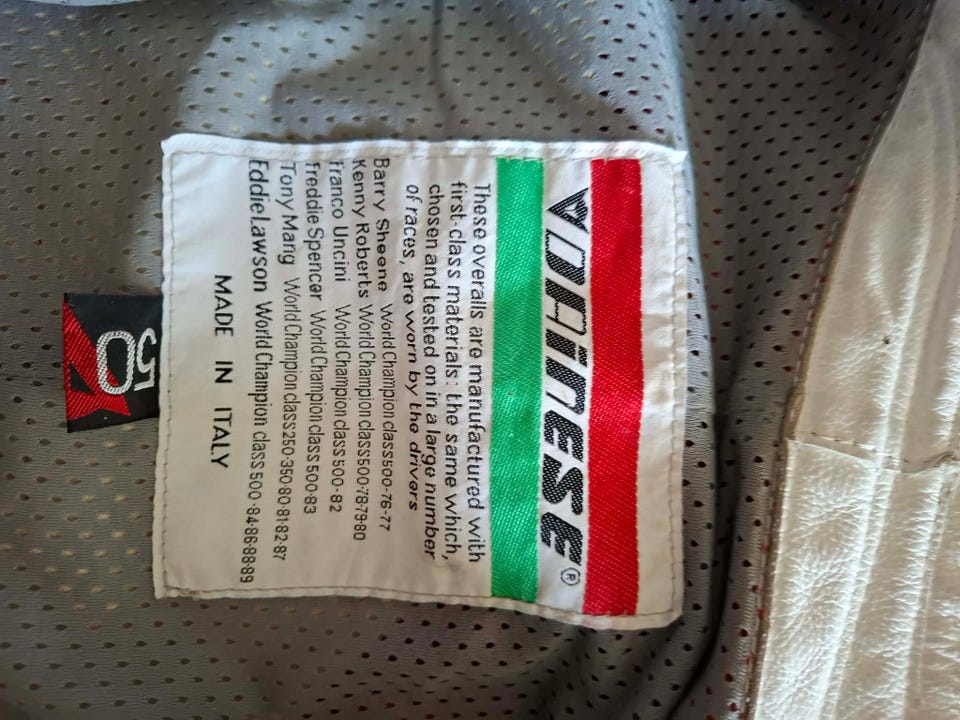 DAINESE®
These overalls are manufactured with
first-class materials: the same which,
chosen and tested on in a large number
of races, are worn by the drivers
Barry Sheene World Champion class 500-76-77
Kenny Roberts World Champion class 500-78-79-80
Franco Uncini World Champion class 500-82
Freddie Spencer World Champion class 500-83
Tony Mang World Champion class 250-350-80-81-82-87
Eddie Lawson World Champion class 500-84-86-88-89
MADE IN ITALY
50